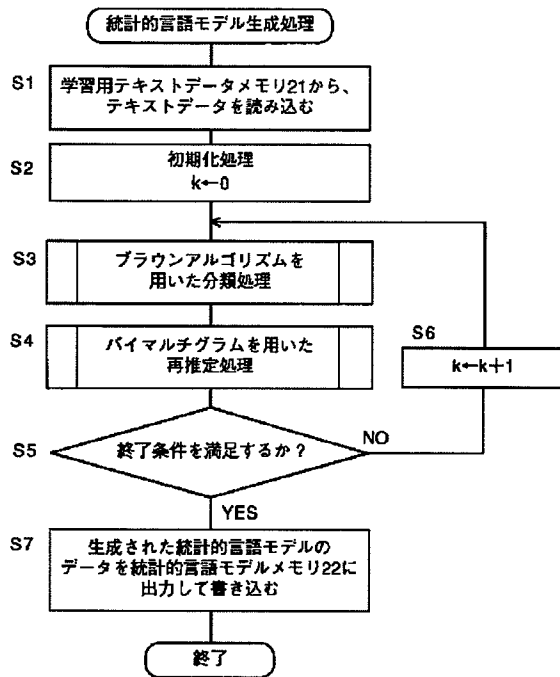 統計的言語モデル生成処理
S1
学習用テキストデータメモリ21から、
テキストデータを読み込む
S2
初期化処理
k←0
S3
ブラウンアルゴリズムを
用いた分類処理
S4
バイマルチグラムを用いた
再推定処理
S6
k←k+1
S5
終了条件を満足するか？
NO
YES
S7
生成された統計的言語モデルの
データを統計的言語モデルメモリ22に
出力して書き込む
終了